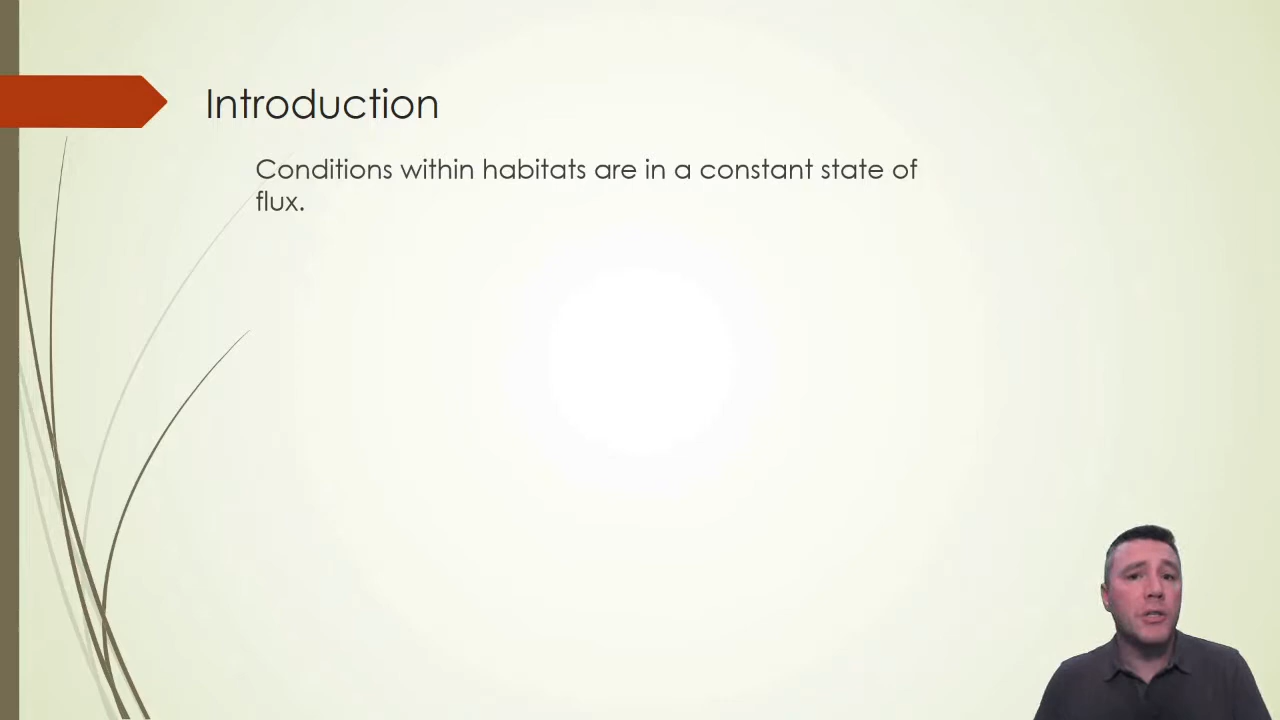 Introduction
Conditions within habitats are in a constant state of
flux.